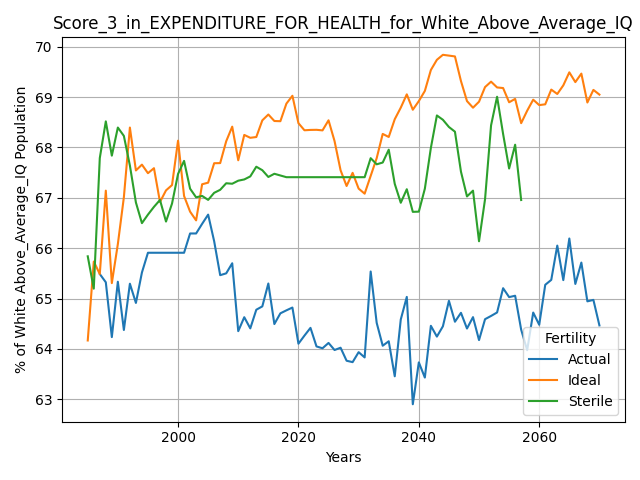 Score_3_in_EXPENDITURE_FOR_HEALTH_for_White_Above_Average_IQ
% of White Above_Average_IQ Population
70
69
68
67
66
65
64
63
2000
2020
2040
2060
Years
Fertility
Actual
Ideal
Sterile